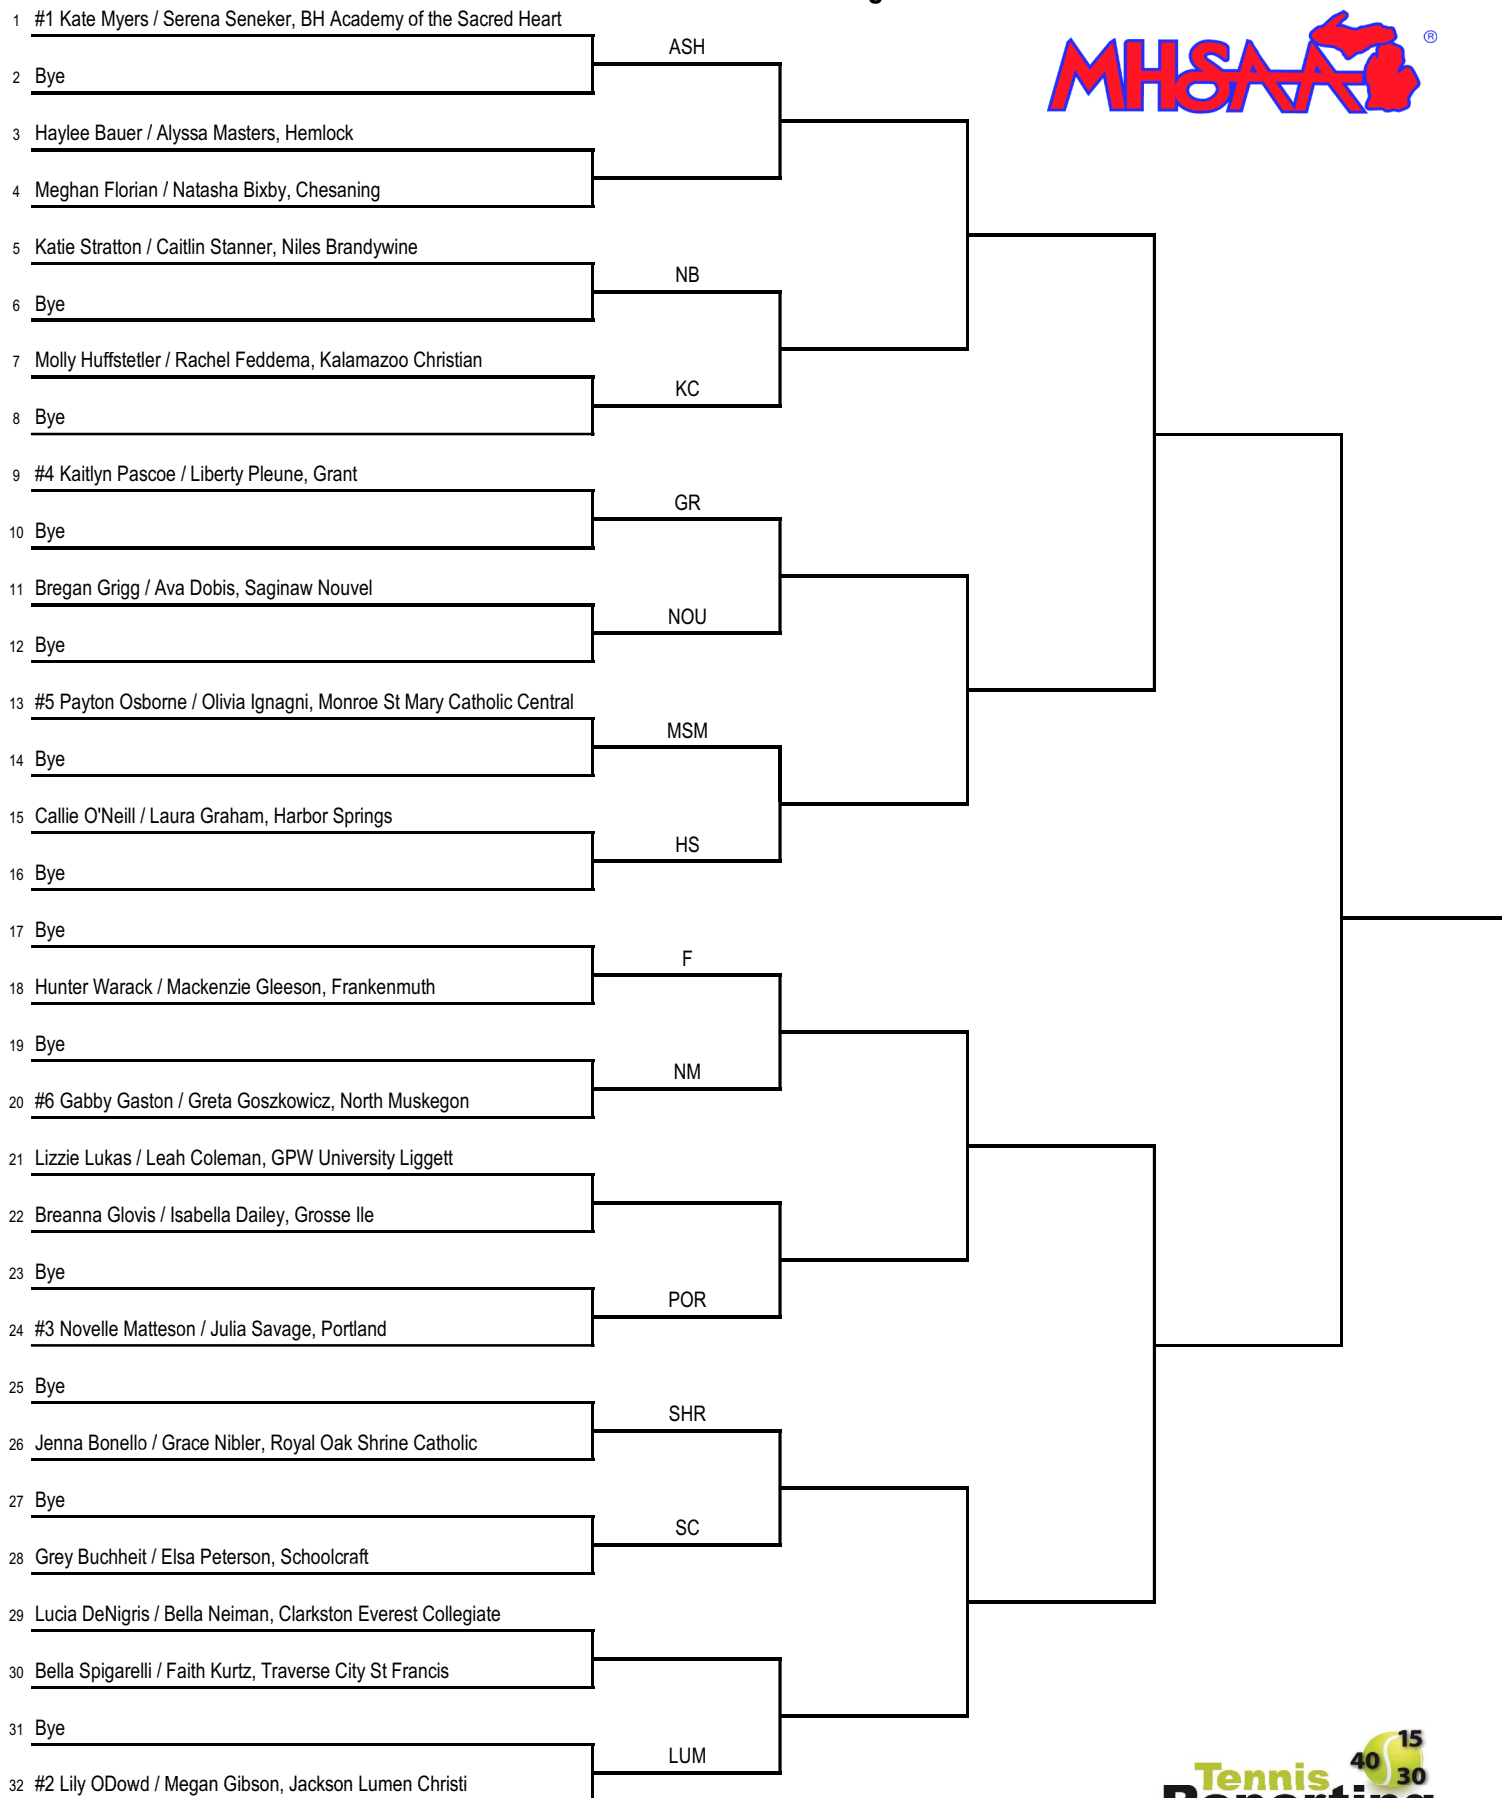 1 #1 Kate Myers / Serena Seneker, BH Academy of the Sacred Heart
ASH
2 Bye
3 Haylee Bauer / Alyssa Masters, Hemlock
4 Meghan Florian / Natasha Bixby, Chesaning
5 Katie Stratton / Caitlin Stanner, Niles Brandywine
NB
6 Bye
7 Molly Huffstetler / Rachel Feddema, Kalamazoo Christian
KC
8 Bye
9 #4 Kaitlyn Pascoe / Liberty Pleune, Grant
GR
10 Bye
11 Bregan Grigg / Ava Dobis, Saginaw Nouvel
NOU
12 Bye
13 #5 Payton Osborne / Olivia Ignagni, Monroe St Mary Catholic Central
MSM
14 Bye
15 Callie O'Neill / Laura Graham, Harbor Springs
HS
16 Bye
17 Bye
F
18 Hunter Warack / Mackenzie Gleeson, Frankenmuth
19 Bye
NM
20 #6 Gabby Gaston / Greta Goszkowicz, North Muskegon
21 Lizzie Lukas / Leah Coleman, GPW University Liggett
22 Breanna Glovis / Isabella Dailey, Grosse Ile
23 Bye
POR
24 #3 Novelle Matteson / Julia Savage, Portland
25 Bye
SHR
26 Jenna Bonello / Grace Nibler, Royal Oak Shrine Catholic
27 Bye
SC
28 Grey Buchheit / Elsa Peterson, Schoolcraft
29 Lucia DeNigris / Bella Neiman, Clarkston Everest Collegiate
30 Bella Spigarelli / Faith Kurtz, Traverse City St Francis
31 Bye
LUM
32 #2 Lily ODowd / Megan Gibson, Jackson Lumen Christi
MHSAA ®
15
40
30
Tennis
Reporting